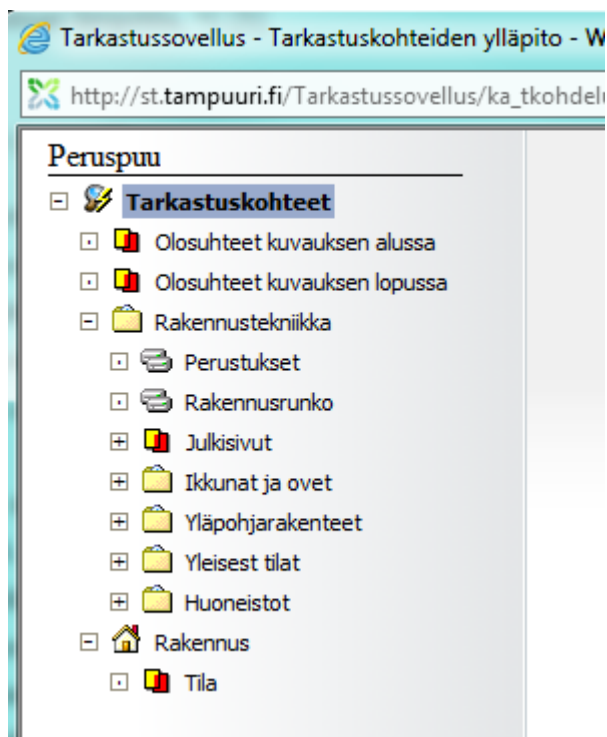 Tarkastussovellus - Tarkastuskohteiden ylläpito - W
http://st.tampuuri.fi/Tarkastussovellus/ka_tkohdel
Peruspuu
Tarkastuskohteet
Olosuhteet kuvauksen alussa
Olosuhteet kuvauksen lopussa
Rakennustekniikka
Perustukset
Rakennusrunko
Julkisivut
Ikkunat ja ovet
Yläpohjarakenteet
Yleisest tilat
Huoneistot
Rakennus
Tila